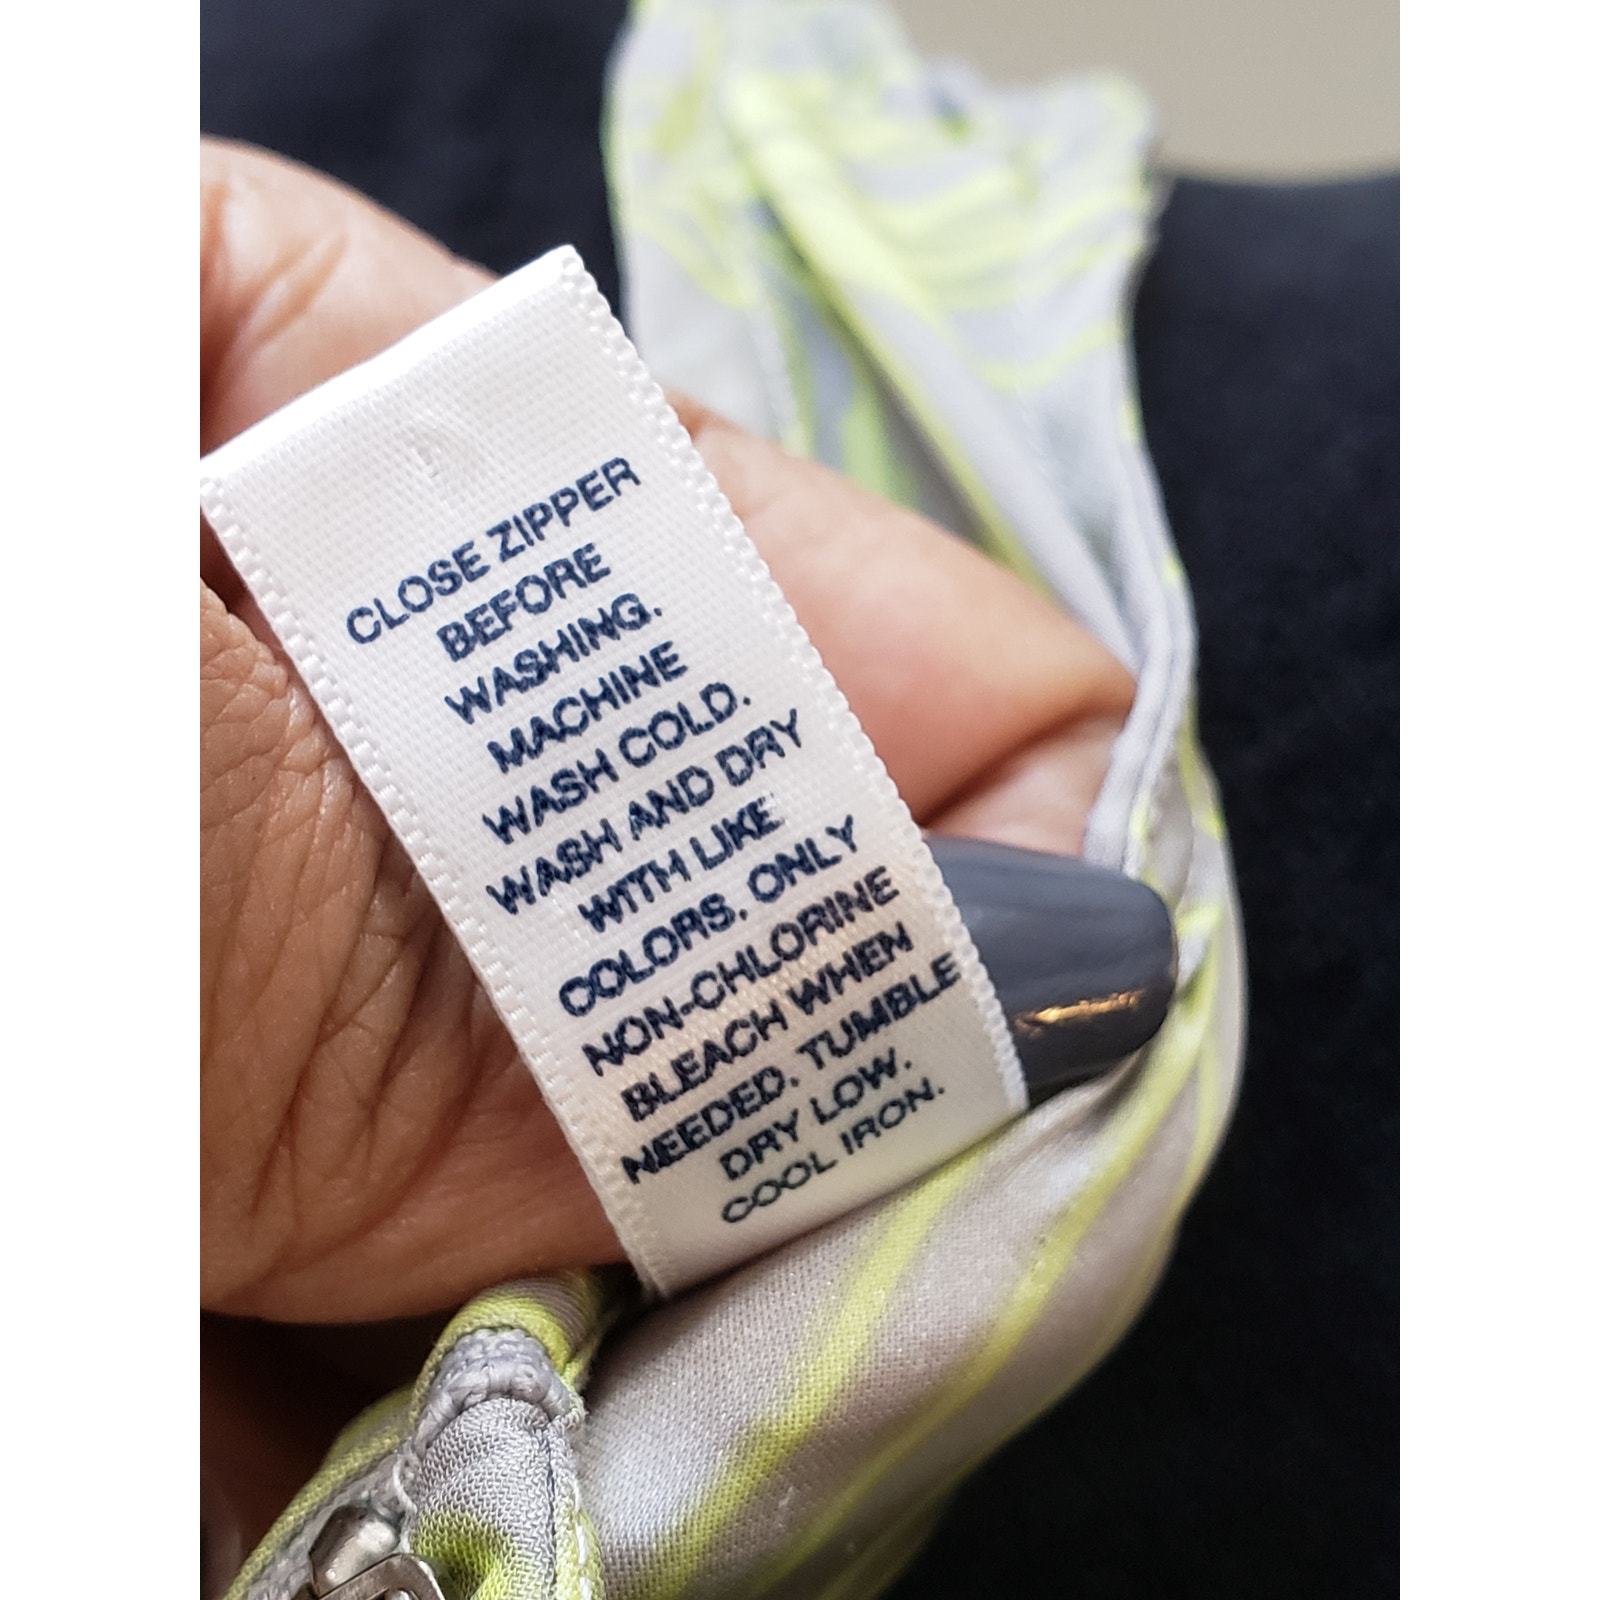 CLOSE ZIPPER
BEFORE
WASHING.
MACHINE
WASH COLD.
WASH AND DRY
WITH LIKE
COLORS. ONLY
NON-CHLORINE
BLEACH WHEN
NEEDED. TUMBLE
DRY LOW.
COOL IRON.